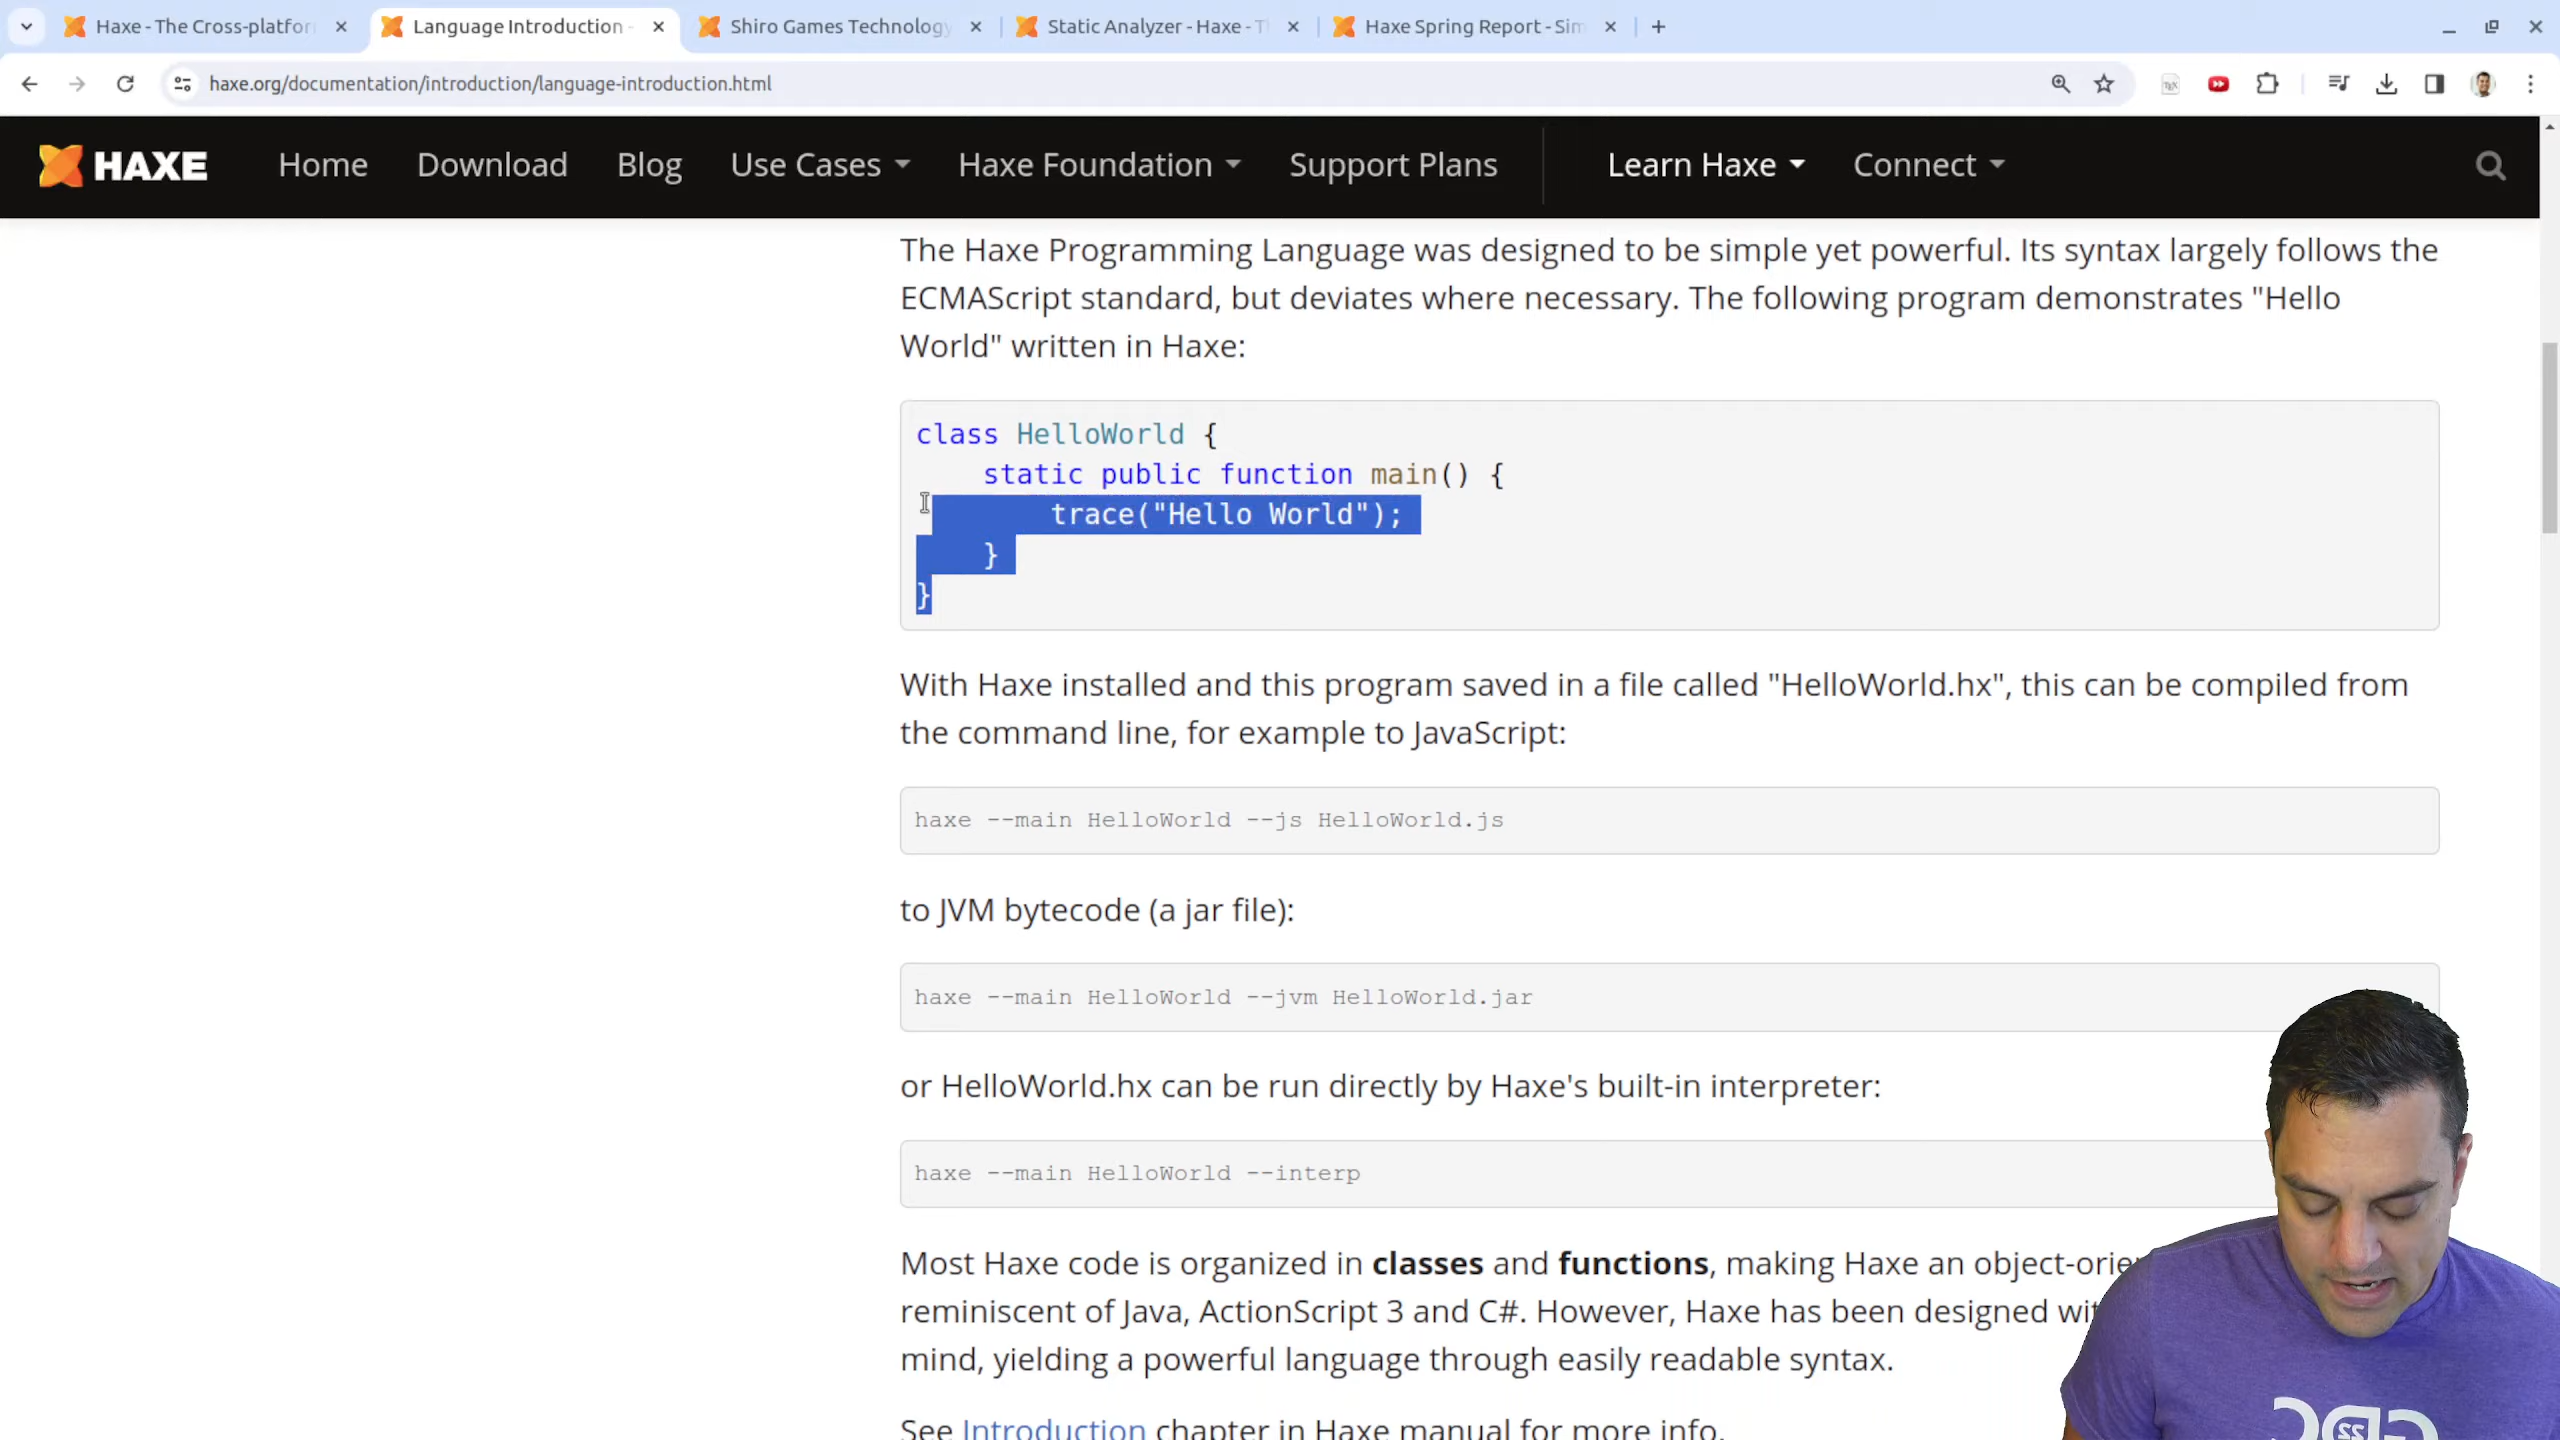 Haxe - The Cross-platfor
Language Introduction -
Shiro Games Technology
Static Analyzer - Haxe - T
Haxe Spring Report - Sim
haxe.org/documentation/introduction/language-introduction.html
HAXE
Home
Download
Blog
Use Cases
Haxe Foundation
Support Plans
Learn Haxe
Connect
The Haxe Programming Language was designed to be simple yet powerful. Its syntax largely follows the
ECMAScript standard, but deviates where necessary. The following program demonstrates "Hello
World" written in Haxe:
class HelloWorld {
static public function main() {
trace("Hello World");
}
}
With Haxe installed and this program saved in a file called "HelloWorld.hx", this can be compiled from
the command line, for example to JavaScript:
haxe --main HelloWorld --js HelloWorld.js
to JVM bytecode (a jar file):
haxe --main HelloWorld --jvm HelloWorld.jar
or HelloWorld.hx can be run directly by Haxe's built-in interpreter:
haxe --main HelloWorld --interp
Most Haxe code is organized in classes and functions, making Haxe an object-orie
reminiscent of Java, ActionScript 3 and C#. However, Haxe has been designed wit
mind, yielding a powerful language through easily readable syntax.
See Introduction chapter in Haxe manual for more info.